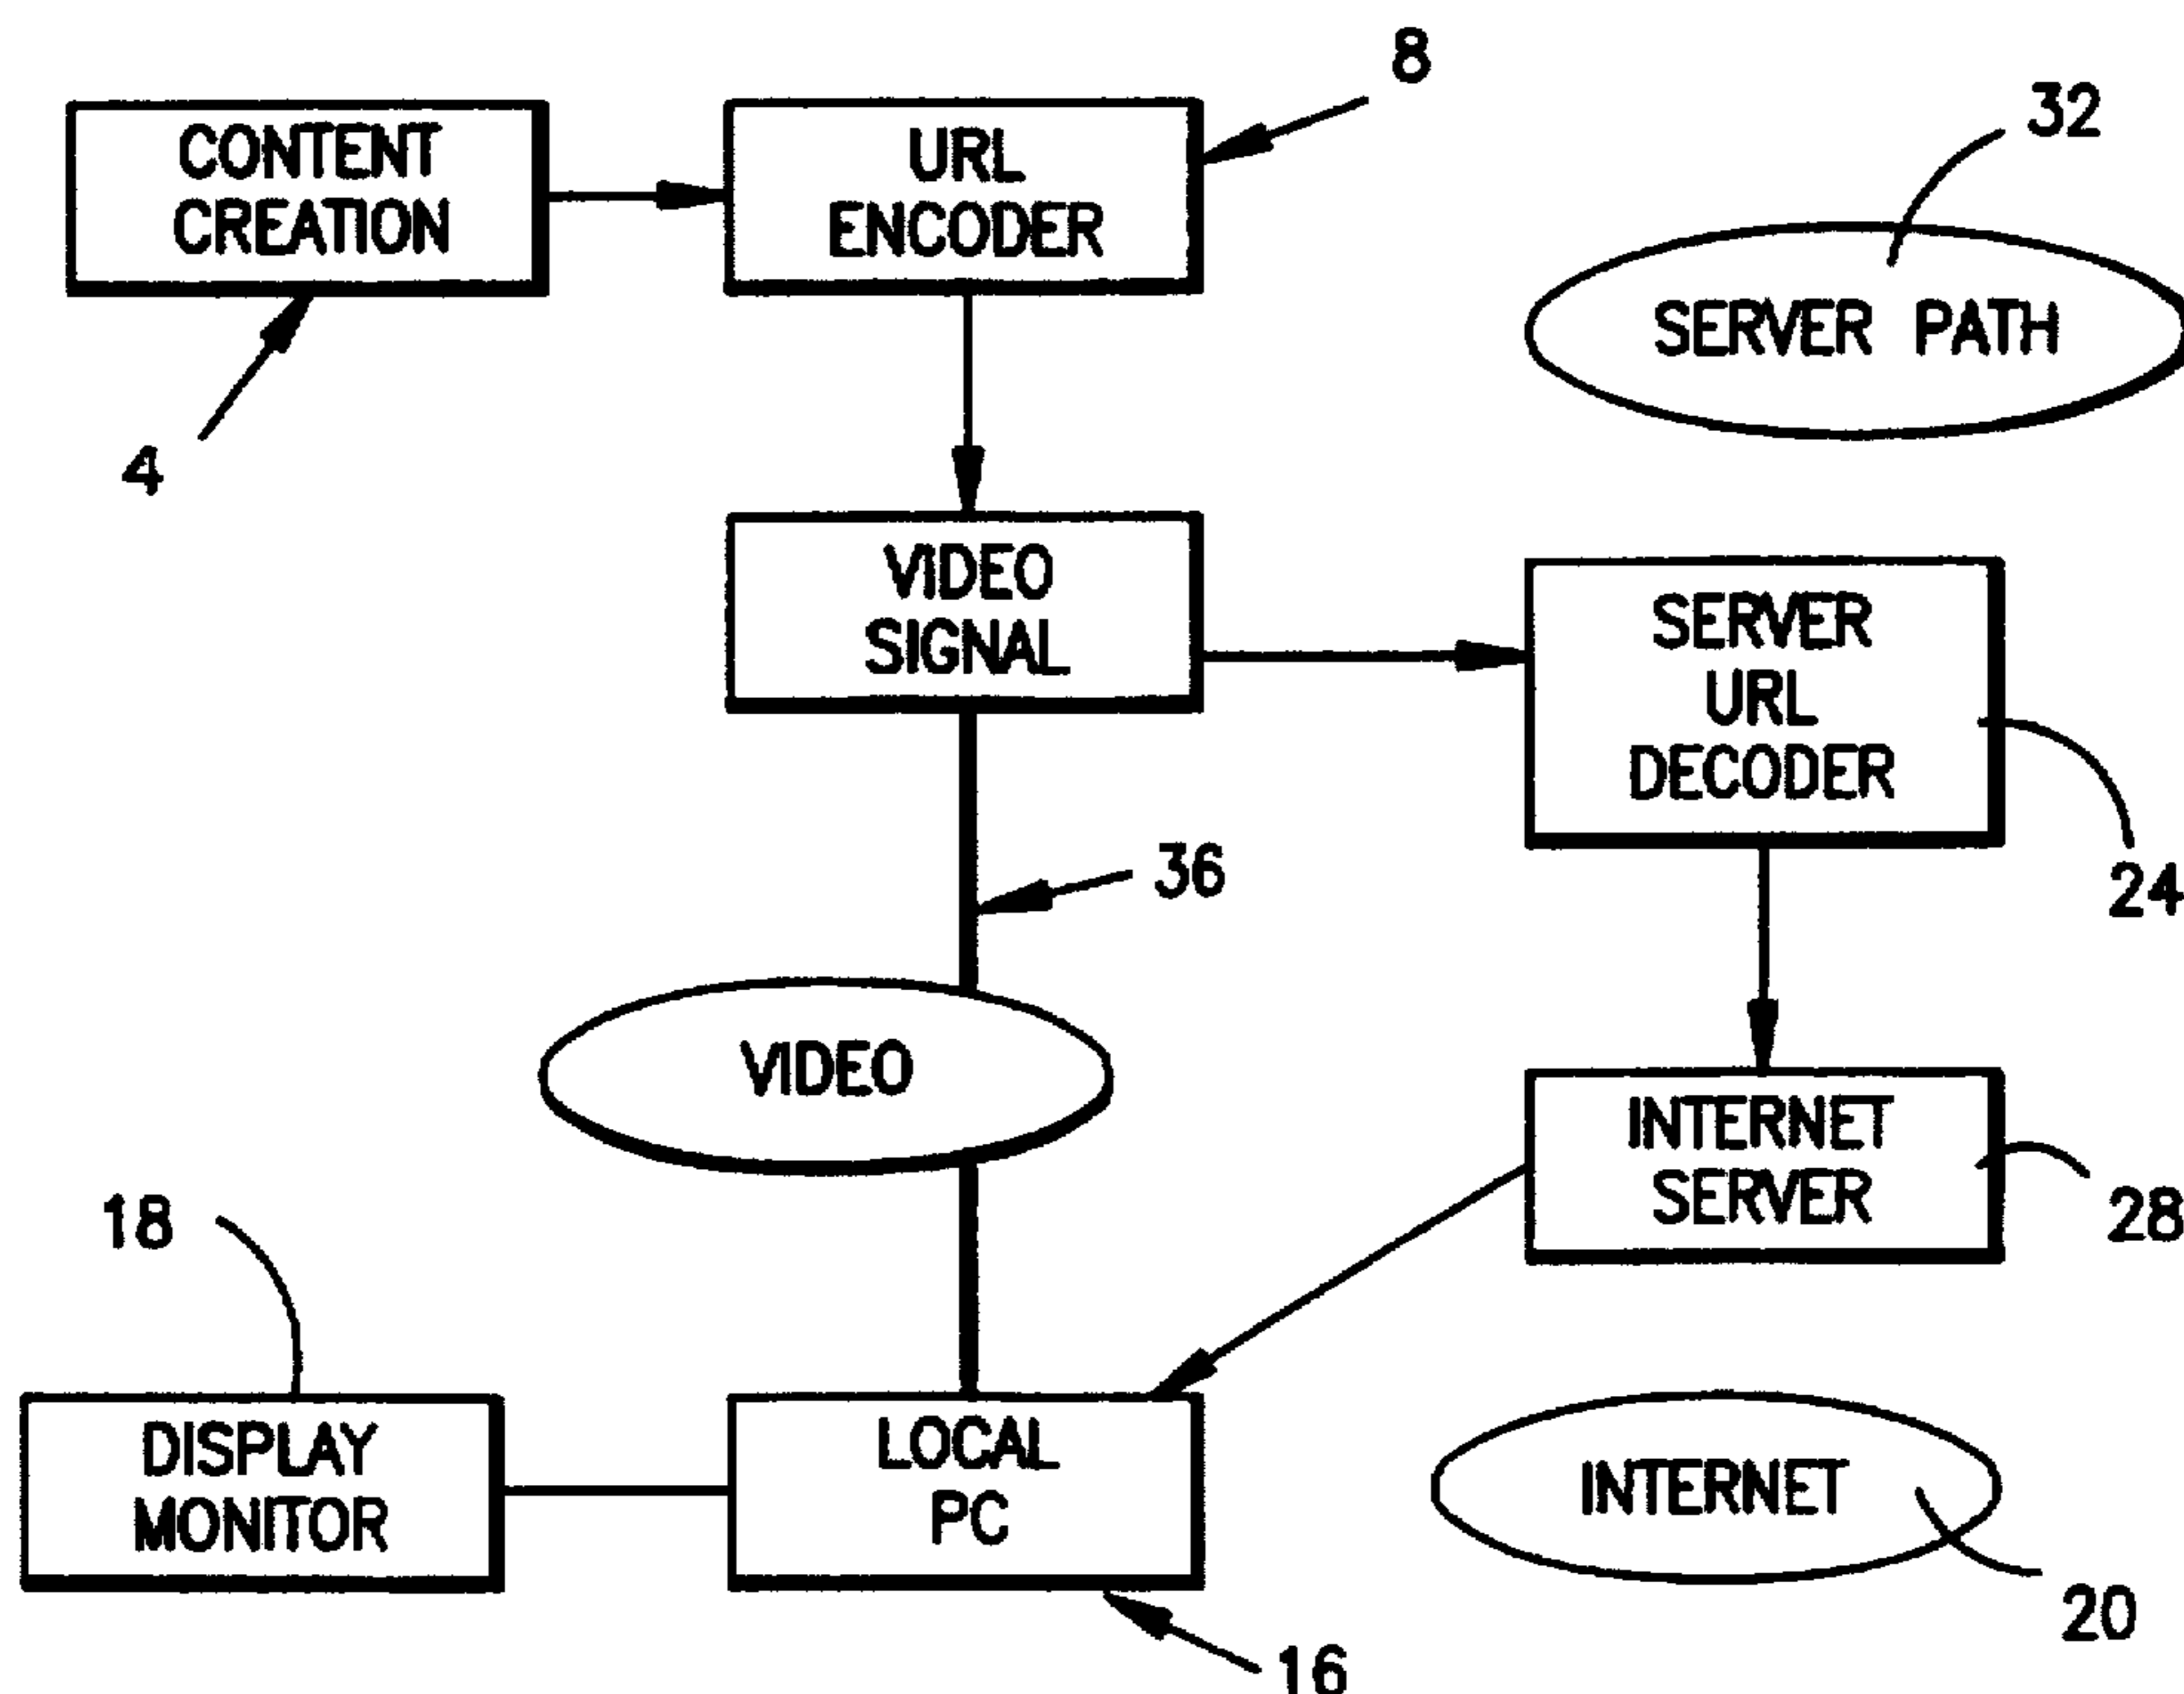 8
32
CONTENT
CREATION
URL
ENCODER
SERVER PATH
4
VIDEO
SIGNAL
SERVER
URL
DECODER
36
24
VIDEO
INTERNET
SERVER
18
28
DISPLAY
MONITOR
LOCAL
PC
INTERNET
20
16